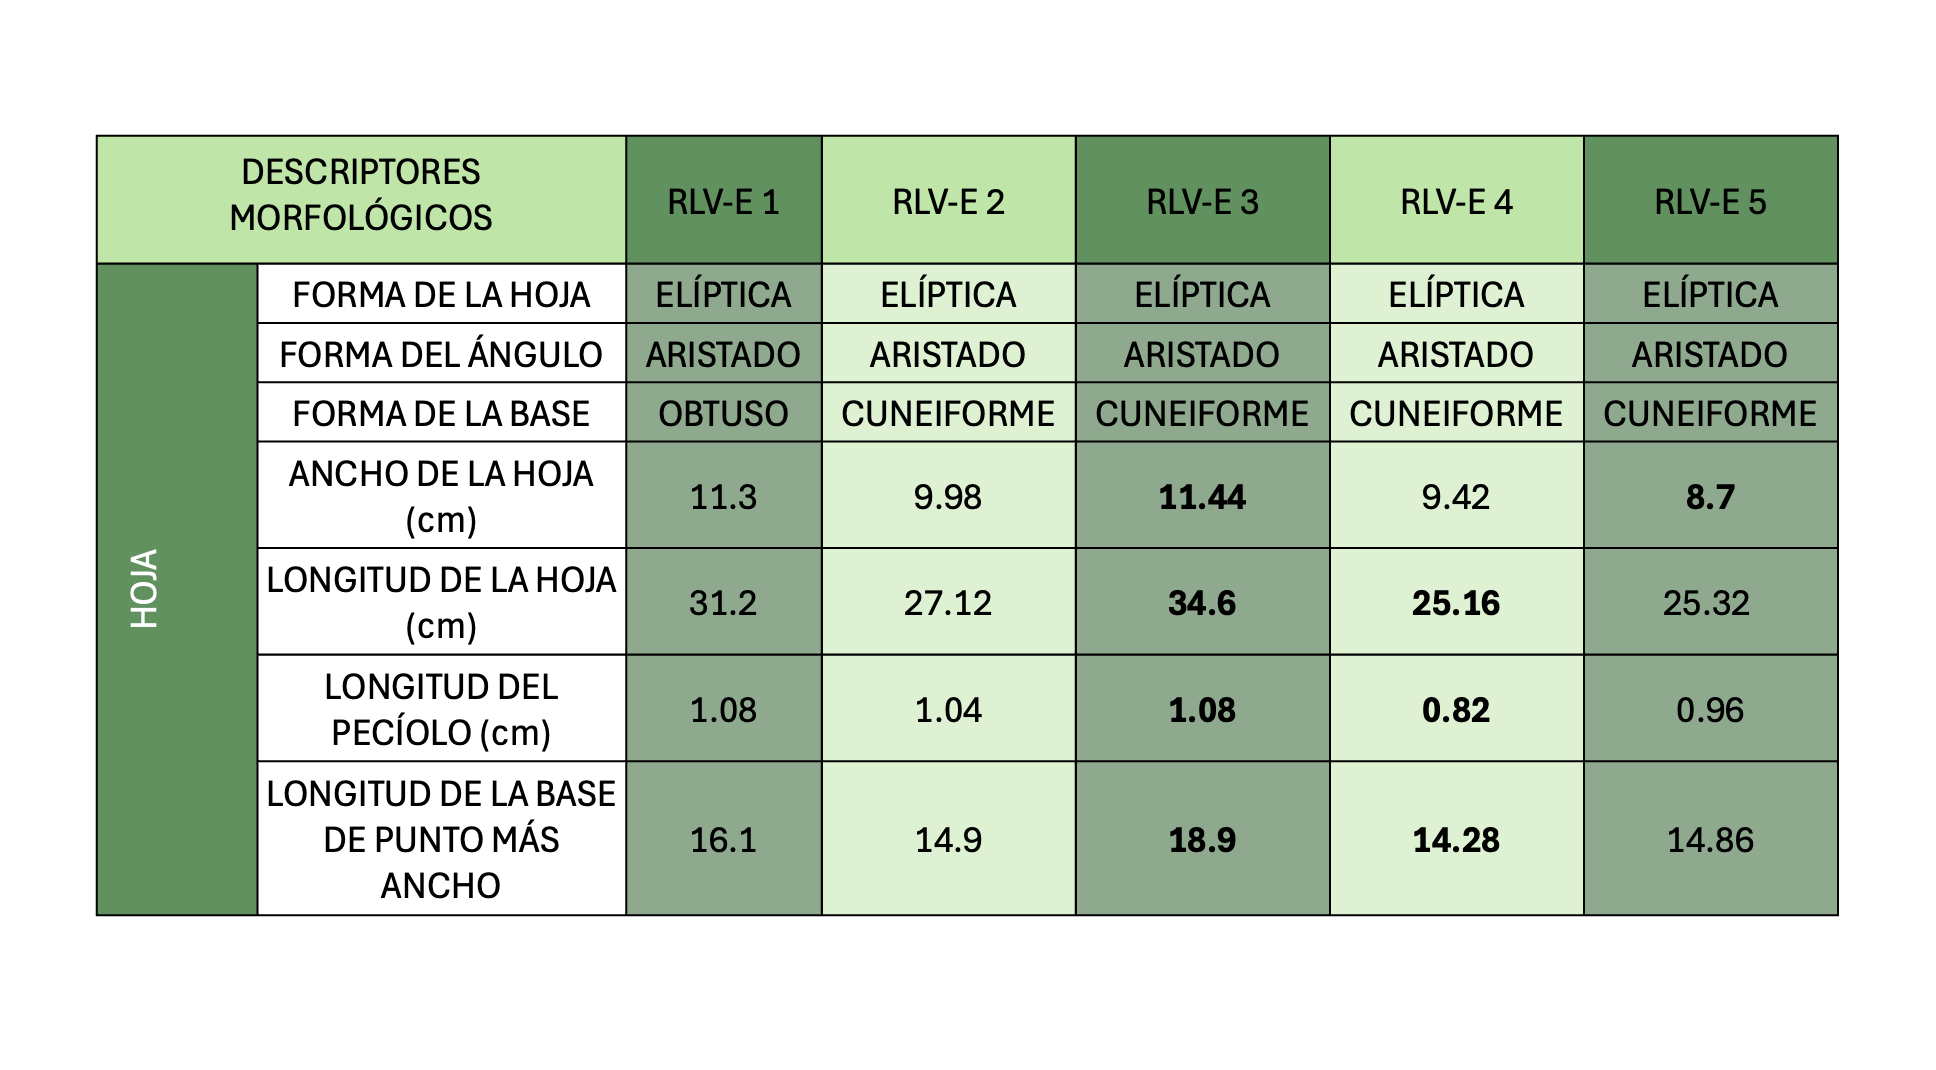 DESCRIPTORES
MORFOLÓGICOS
RLV-E 1
RLV-E 2
RLV-E 3
RLV-E 4
RLV-E 5
HOJA
FORMA DE LA HOJA
ELÍPTICA
ELÍPTICA
ELÍPTICA
ELÍPTICA
ELÍPTICA
FORMA DEL ÁNGULO
ARISTADO
ARISTADO
ARISTADO
ARISTADO
ARISTADO
FORMA DE LA BASE
OBTUSO
CUNEIFORME
CUNEIFORME
CUNEIFORME
CUNEIFORME
ANCHO DE LA HOJA
(cm)
11.3
9.98
11.44
9.42
8.7
LONGITUD DE LA HOJA
(cm)
31.2
27.12
34.6
25.16
25.32
LONGITUD DEL
PECÍOLO (cm)
1.08
1.04
1.08
0.82
0.96
LONGITUD DE LA BASE
DE PUNTO MÁS
ANCHO
16.1
14.9
18.9
14.28
14.86